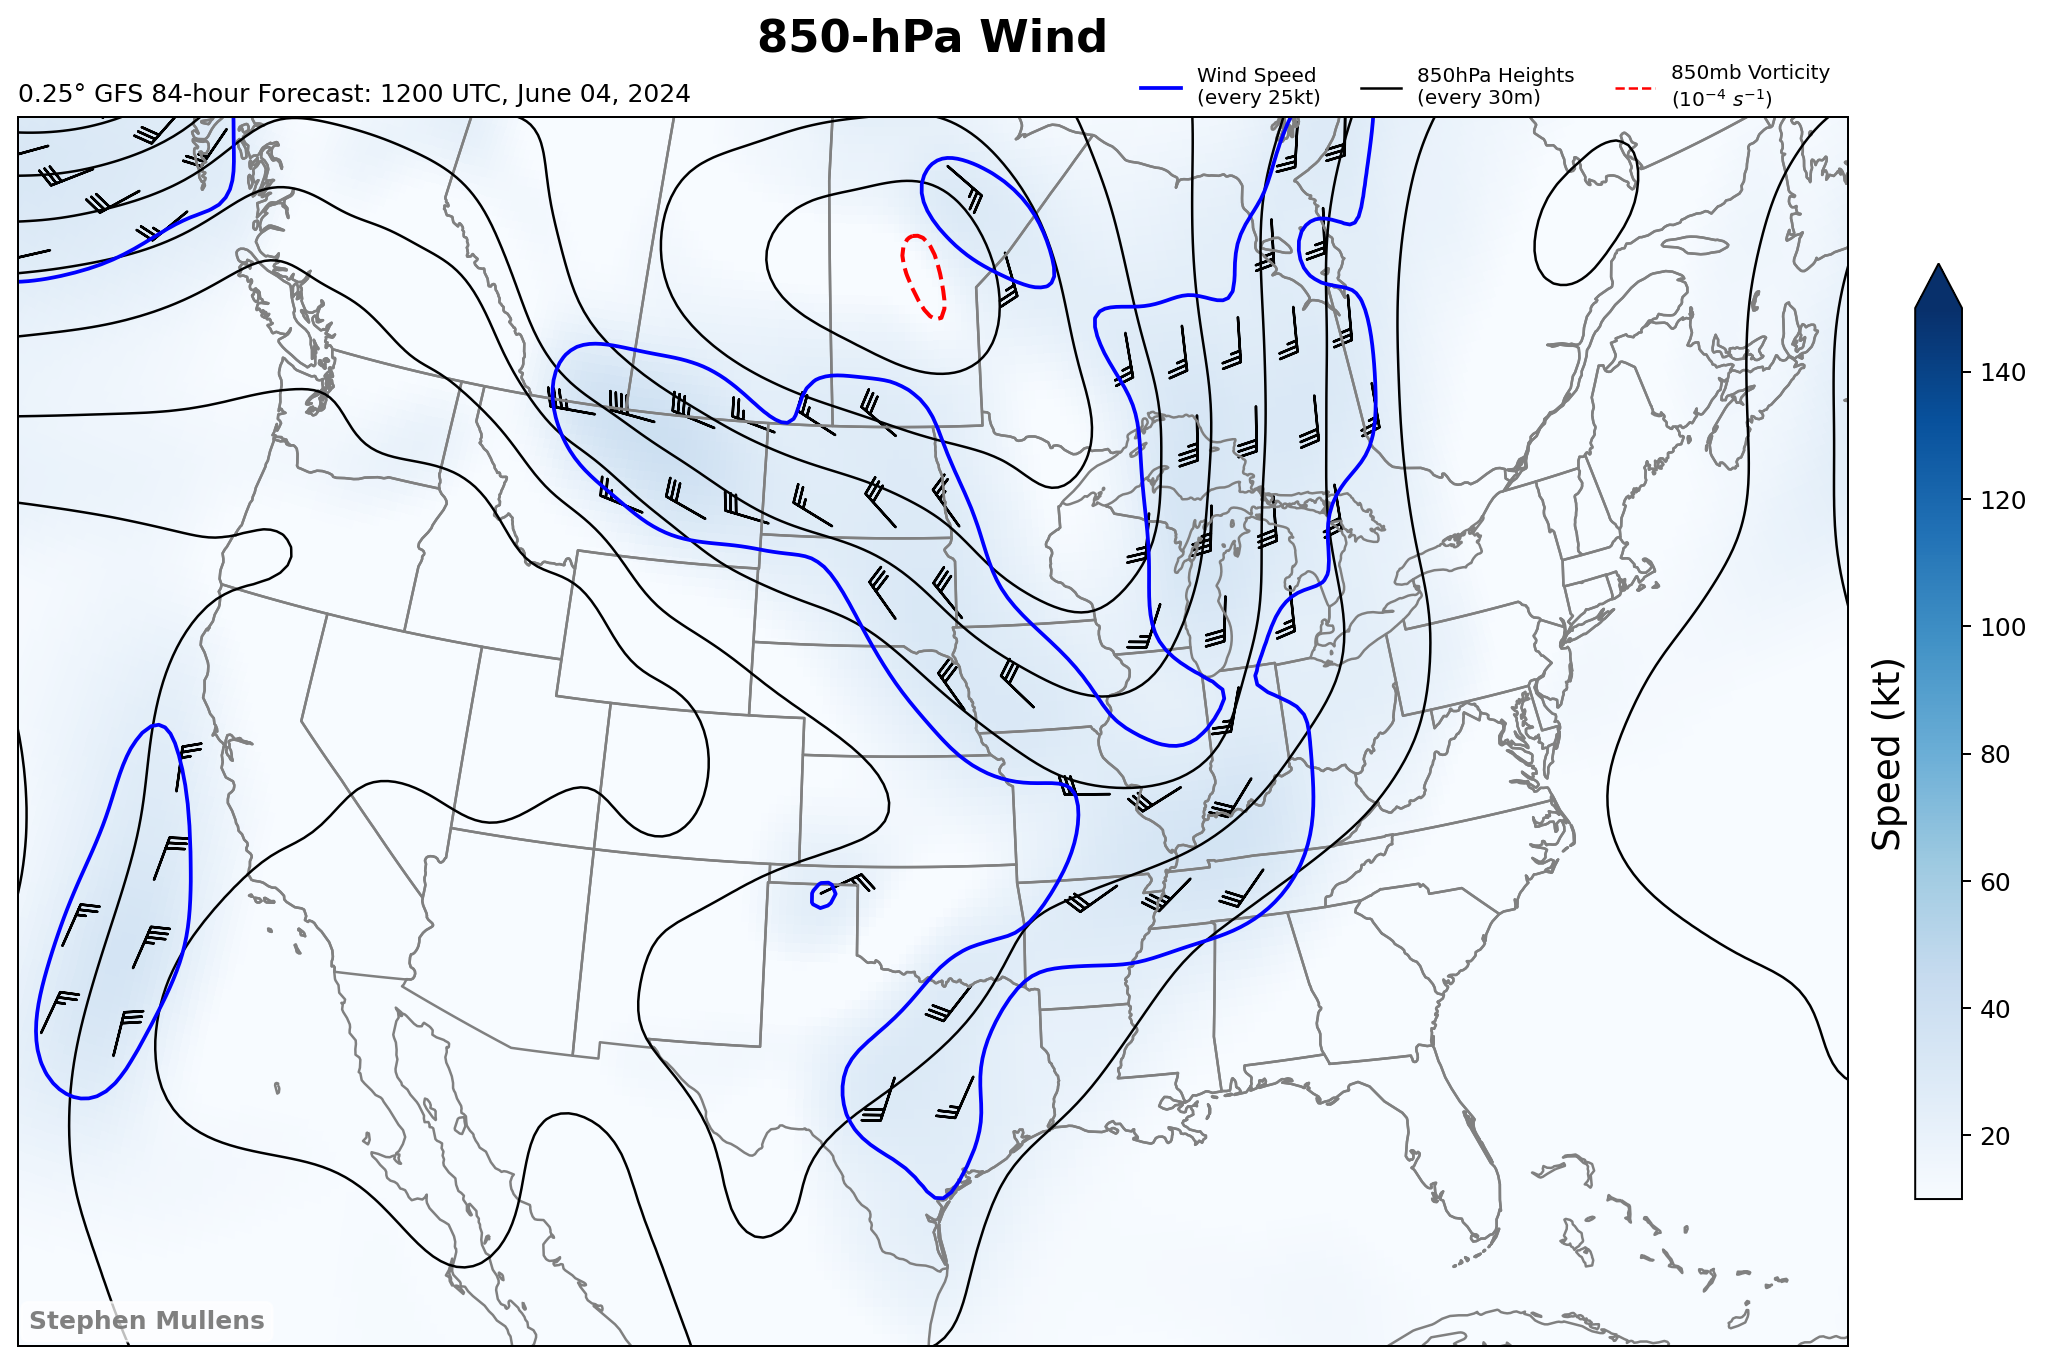 850-hPa Wind
0.25° GFS 84-hour Forecast: 1200 UTC, June 04, 2024
Wind Speed
(every 25kt)
850hPa Heights
(every 30m)
850mb Vorticity
(10⁻⁴ s⁻¹)
140
120
100
80
60
40
20
Speed (kt)
Stephen Mullens